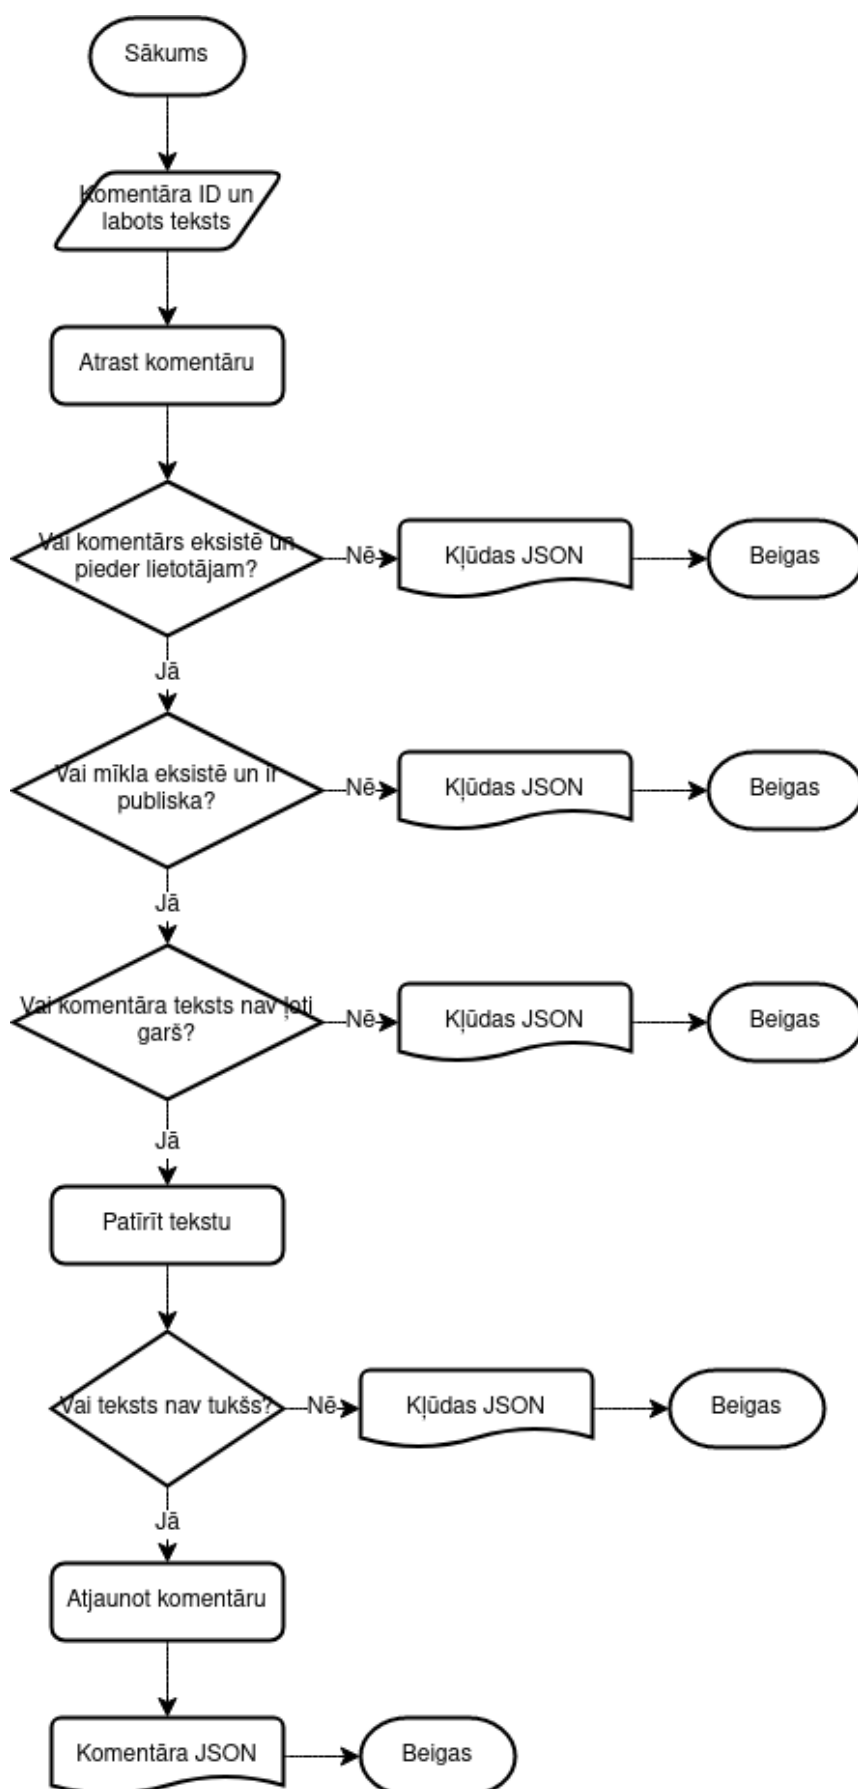 Sākums
Komentāra ID un
labots teksts
Atrast komentāru
Vai komentārs eksistē un
pieder lietotājam?
Nē
Kļūdas JSON
Beigas
Jā
Vai mīkla eksistē un ir
publiska?
Nē
Kļūdas JSON
Beigas
Jā
Vai komentāra teksts nav ļoti
garš?
Nē
Kļūdas JSON
Beigas
Jā
Patīrīt tekstu
Vai teksts nav tukšs?
Nē
Kļūdas JSON
Beigas
Jā
Atjaunot komentāru
Komentāra JSON
Beigas